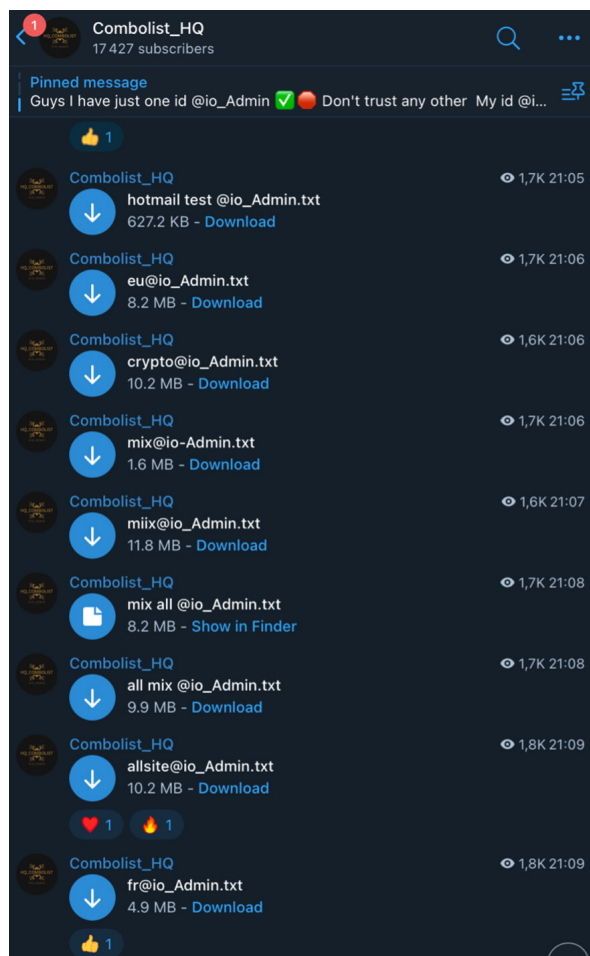 1
Combolist_HQ
17 427 subscribers
Pinned message
Guys I have just one id @io_Admin ✅🛑 Don't trust any other My id @i...
👍 1
Combolist_HQ 1,7K 21:05
hotmail test @io_Admin.txt
627.2 KB - Download
Combolist_HQ 1,7K 21:06
eu@io_Admin.txt
8.2 MB - Download
Combolist_HQ 1,6K 21:06
crypto@io_Admin.txt
10.2 MB - Download
Combolist_HQ 1,7K 21:06
mix@io-Admin.txt
1.6 MB - Download
Combolist_HQ 1,6K 21:07
miix@io_Admin.txt
11.8 MB - Download
Combolist_HQ 1,7K 21:08
mix all @io_Admin.txt
8.2 MB - Show in Finder
Combolist_HQ 1,7K 21:08
all mix @io_Admin.txt
9.9 MB - Download
Combolist_HQ 1,8K 21:09
allsite@io_Admin.txt
10.2 MB - Download
❤️ 1 🔥 1
Combolist_HQ 1,8K 21:09
fr@io_Admin.txt
4.9 MB - Download
👍 1